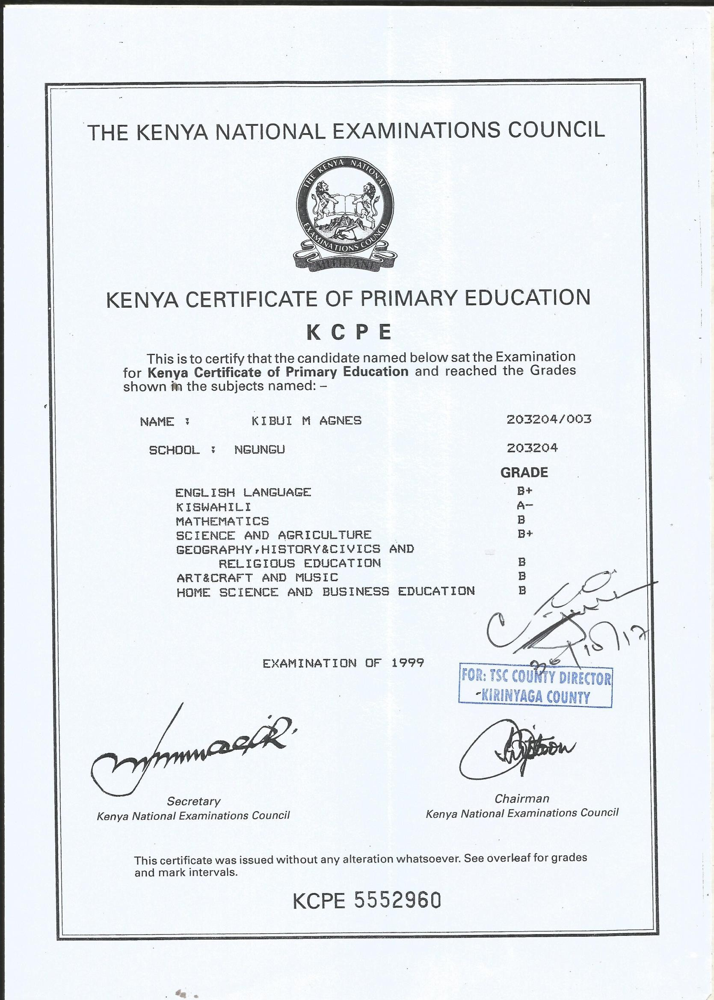 THE KENYA NATIONAL EXAMINATIONS COUNCIL
THE KENYA NATIONAL
EXAMINATIONS COUNCIL
MITIHANI
KENYA CERTIFICATE OF PRIMARY EDUCATION
K C P E
This is to certify that the candidate named below sat the Examination
for Kenya Certificate of Primary Education and reached the Grades
shown in the subjects named: –
NAME : KIBUI M AGNES 203204/003
SCHOOL : NGUNGU 203204
GRADE
ENGLISH LANGUAGE B+
KISWAHILI A-
MATHEMATICS B
SCIENCE AND AGRICULTURE B+
GEOGRAPHY,HISTORY&CIVICS AND
RELIGIOUS EDUCATION B
ART&CRAFT AND MUSIC B
HOME SCIENCE AND BUSINESS EDUCATION B
/10/17
EXAMINATION OF 1999
FOR: TSC COUNTY DIRECTOR
-KIRINYAGA COUNTY
Secretary
Kenya National Examinations Council
Chairman
Kenya National Examinations Council
This certificate was issued without any alteration whatsoever. See overleaf for grades
and mark intervals.
KCPE 5552960